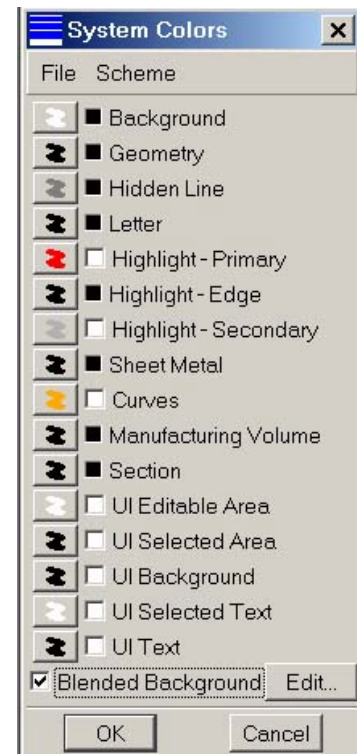 System Colors
File Scheme
Background
Geometry
Hidden Line
Letter
Highlight - Primary
Highlight - Edge
Highlight - Secondary
Sheet Metal
Curves
Manufacturing Volume
Section
UI Editable Area
UI Selected Area
UI Background
UI Selected Text
UI Text
Blended Background Edit...
OK Cancel